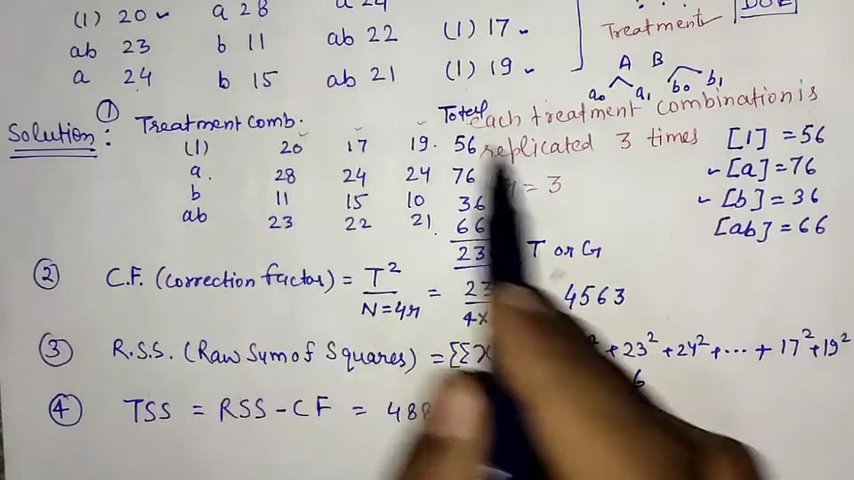 (1) 20 a 28 a 24
ab 23 b 11 ab 22 (1) 17
a 24 b 15 ab 21 (1) 19
Treatment
A B
a0 a1 b0 b1
Solution: ① Treatment Comb. Total
each treatment combination is
replicated 3 times
= 3
(1) 20 17 19. 56
a. 28 24 24 76
b 11 15 10 36
ab 23 22 21. 66
T or G
[1] = 56
[a] = 76
[b] = 36
[ab] = 66
② C.F. (correction factor) = T² / N=4r = 4563
③ R.S.S. (Raw Sum of Squares) = [ΣX +23²+24²+...+17²+19²
④ TSS = RSS - CF = 488